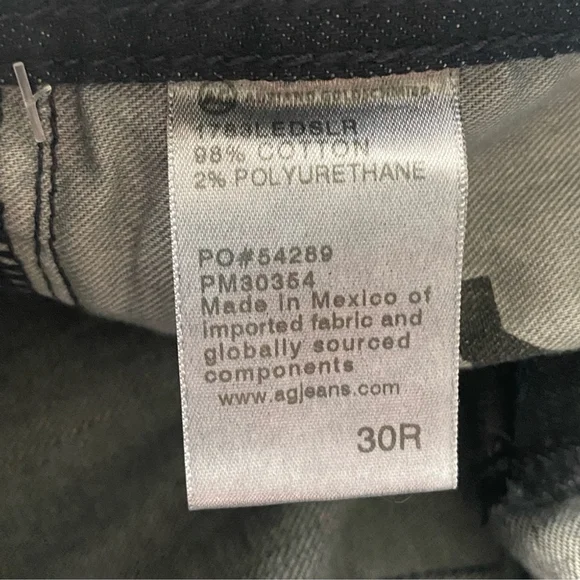 1783LEDSLR
98% COTTON
2% POLYURETHANE
PO#54289
PM30354
Made in Mexico of
imported fabric and
globally sourced
components
www.agjeans.com
30R